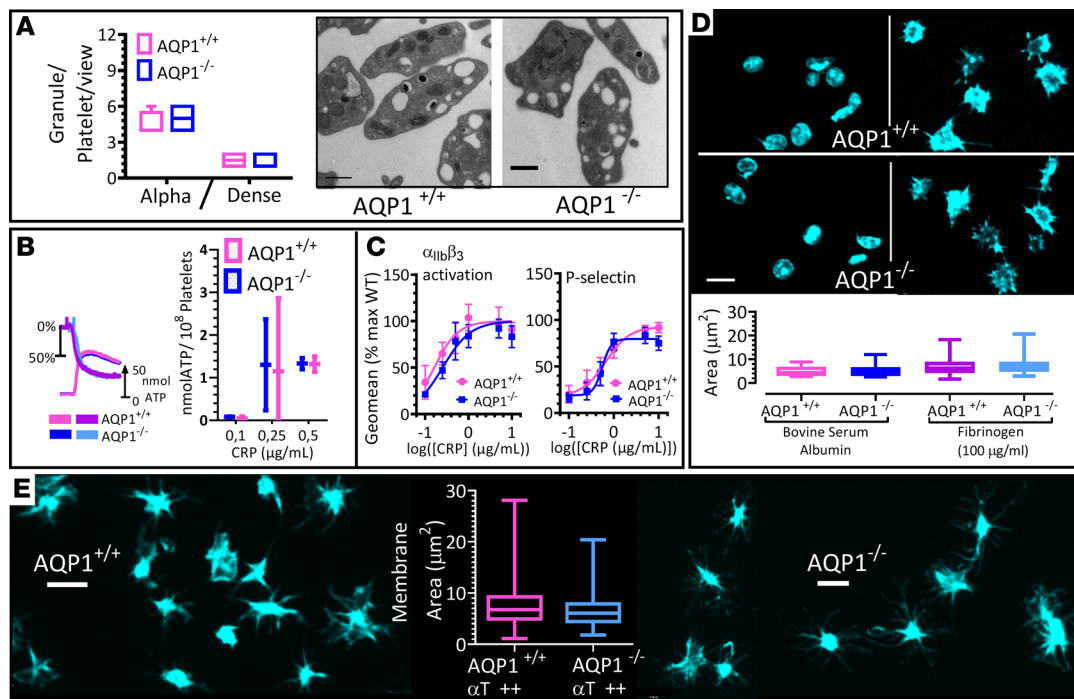 A
Granule/
Platelet/view
12
9
6
3
0
AQP1+/+
AQP1-/-
Alpha / Dense
AQP1 +/+
AQP1 -/-
B
0%
50%
50
nmol
ATP
0
AQP1+/+
AQP1-/-
nmolATP/ 10⁸ Platelets
4
3
2
1
0
AQP1+/+
AQP1-/-
0,1 0,25 0,5
CRP (μg/mL)
C
Geomean (% max WT)
αIIbβ3
activation
150
100
50
0
AQP1+/+
AQP1-/-
-1 0 1
log([CRP] (μg/mL))
P-selectin
150
100
50
0
AQP1+/+
AQP1-/-
-1 0 1
log([CRP (μg/mL)])
D
AQP1+/+
AQP1-/-
Area (μm²)
30
20
10
0
AQP1+/+ AQP1-/- AQP1+/+ AQP1-/-
Bovine Serum
Albumin
Fibrinogen
(100 μg/ml)
E
AQP1+/+
Membrane
Area (μm²)
30
20
10
0
AQP1+/+ AQP1-/-
αT ++ αT ++
AQP1-/-